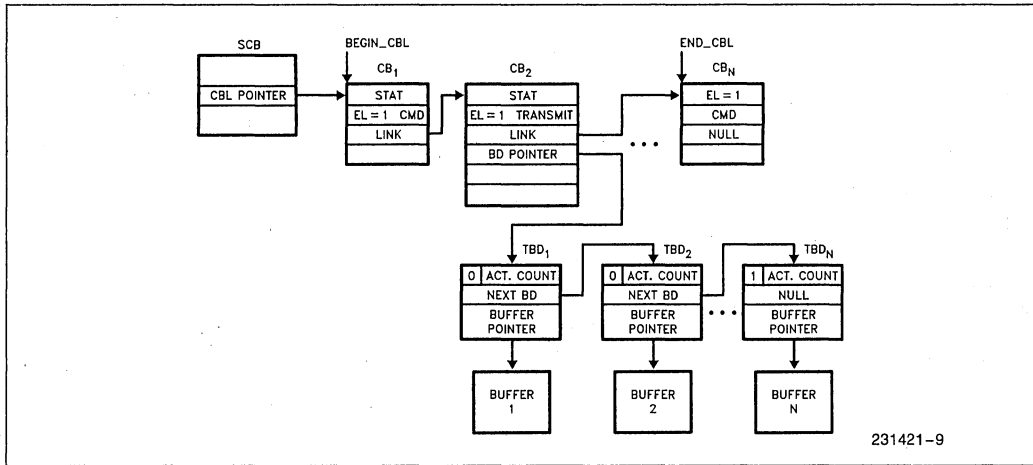 SCB
CBL POINTER
BEGIN_CBL
CB1
STAT
EL = 1 CMD
LINK
CB2
STAT
EL = 1 TRANSMIT
LINK
BD POINTER
• • •
END_CBL
CBN
EL = 1
CMD
NULL
TBD1
0 ACT. COUNT
NEXT BD
BUFFER
POINTER
TBD2
0 ACT. COUNT
NEXT BD
BUFFER
POINTER
• • •
TBDN
1 ACT. COUNT
NULL
BUFFER
POINTER
BUFFER
1
BUFFER
2
BUFFER
N
231421-9